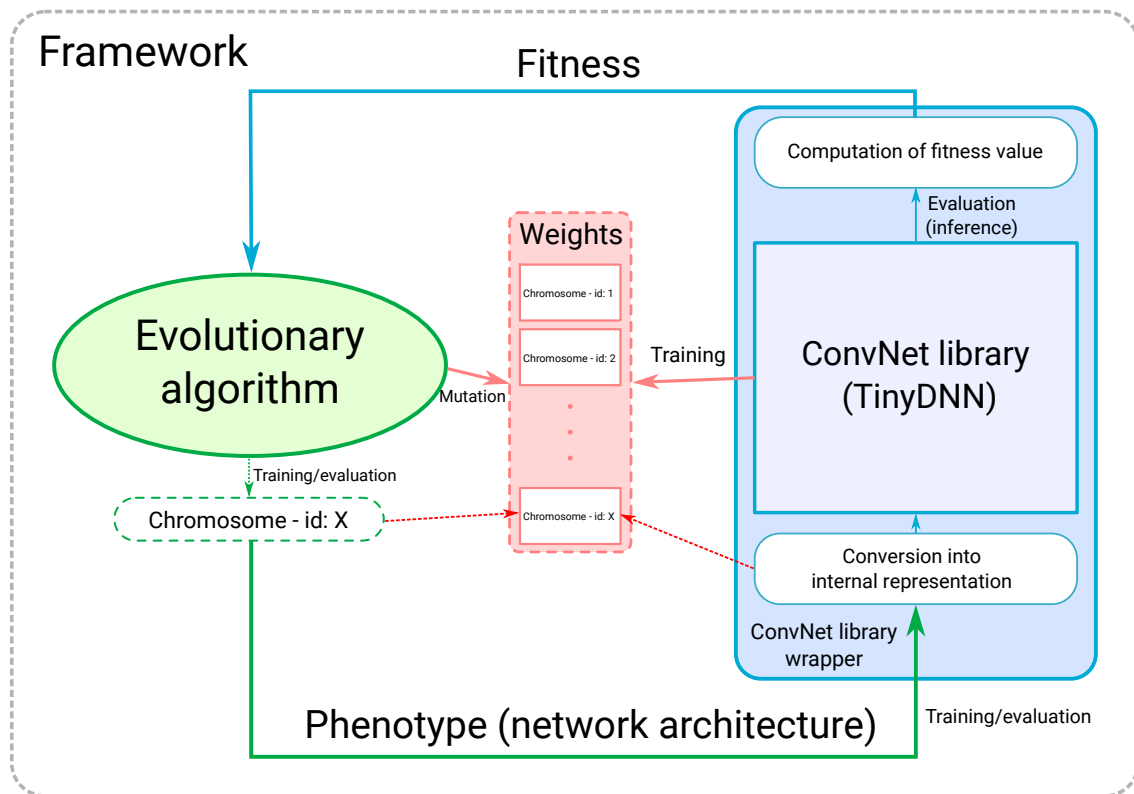 Framework
Fitness
Computation of fitness value
Evaluation
(inference)
Weights
Chromosome - id: 1
Chromosome - id: 2
Chromosome - id: X
Evolutionary
algorithm
Mutation
Training
ConvNet library
(TinyDNN)
Training/evaluation
Chromosome - id: X
Conversion into
internal representation
ConvNet library
wrapper
Phenotype (network architecture)
Training/evaluation